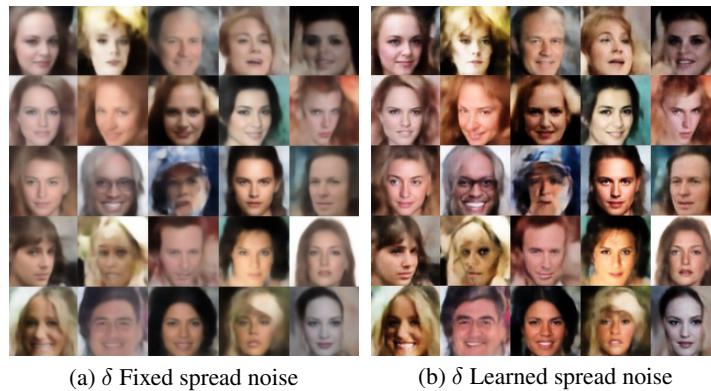 (a) δ Fixed spread noise
(b) δ Learned spread noise